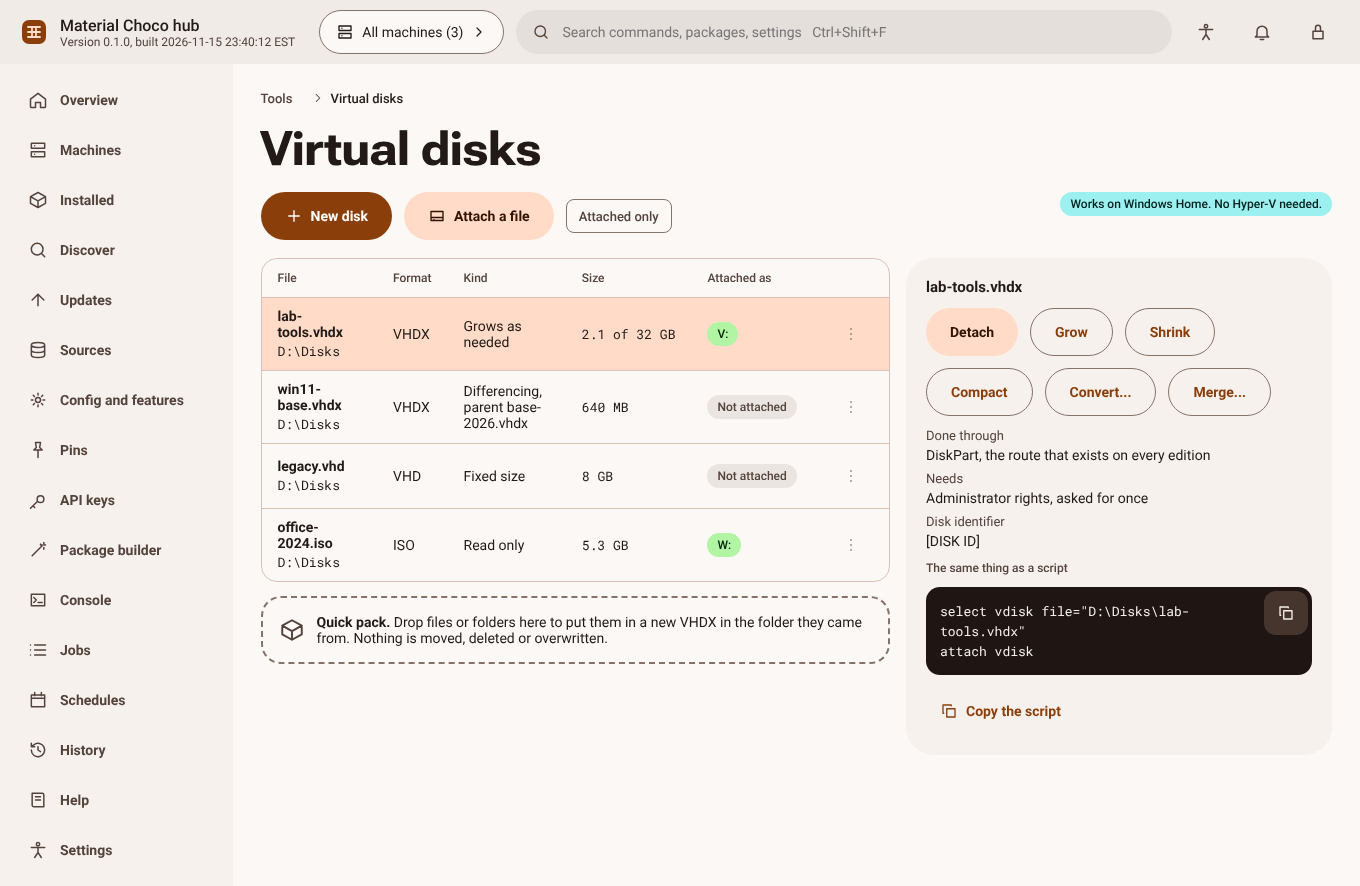 Material Choco hub
Version 0.1.0, built 2026-11-15 23:40:12 EST
All machines (3)
Search commands, packages, settings Ctrl+Shift+F
Overview
Machines
Installed
Discover
Updates
Sources
Config and features
Pins
API keys
Package builder
Console
Jobs
Schedules
History
Help
Settings
Tools
Virtual disks
Virtual disks
New disk
Attach a file
Attached only
Works on Windows Home. No Hyper-V needed.
File Format Kind Size Attached as
lab-
tools.vhdx
D:\Disks
VHDX
Grows as
needed
2.1 of 32 GB
V:
win11-
base.vhdx
D:\Disks
VHDX
Differencing,
parent base-
2026.vhdx
640 MB
Not attached
legacy.vhd
D:\Disks
VHD
Fixed size
8 GB
Not attached
office-
2024.iso
D:\Disks
ISO
Read only
5.3 GB
W:
Quick pack. Drop files or folders here to put them in a new VHDX in the folder they came
from. Nothing is moved, deleted or overwritten.
lab-tools.vhdx
Detach
Grow
Shrink
Compact
Convert...
Merge...
Done through
DiskPart, the route that exists on every edition
Needs
Administrator rights, asked for once
Disk identifier
[DISK ID]
The same thing as a script
select vdisk file="D:\Disks\lab-
tools.vhdx"
attach vdisk
Copy the script